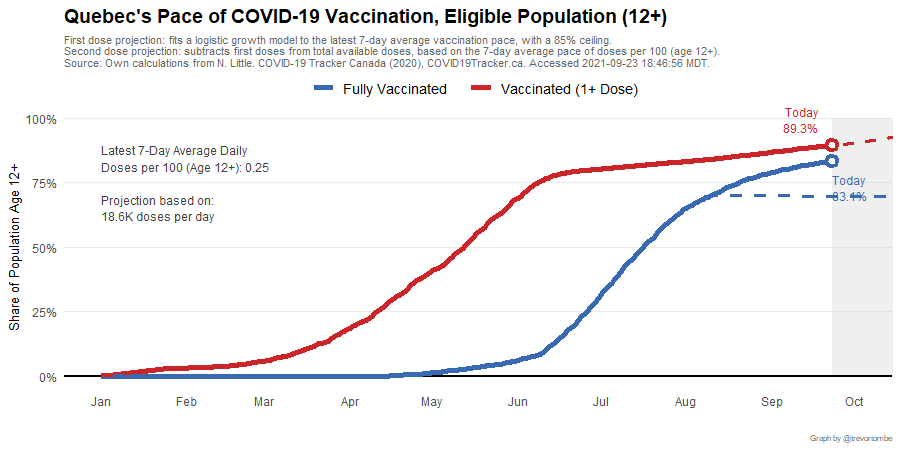 Quebec's Pace of COVID-19 Vaccination, Eligible Population (12+)
First dose projection: fits a logistic growth model to the latest 7-day average vaccination pace, with a 85% ceiling.
Second dose projection: subtracts first doses from total available doses, based on the 7-day average pace of doses per 100 (age 12+).
Source: Own calculations from N. Little. COVID-19 Tracker Canada (2020), COVID19Tracker.ca. Accessed 2021-09-23 18:46:56 MDT.
Fully Vaccinated
Vaccinated (1+ Dose)
Share of Population Age 12+
100%
75%
50%
25%
0%
Latest 7-Day Average Daily
Doses per 100 (Age 12+): 0.25
Projection based on:
18.6K doses per day
Today
89.3%
Today
83.1%
Jan
Feb
Mar
Apr
May
Jun
Jul
Aug
Sep
Oct
Graph by @trevortombe